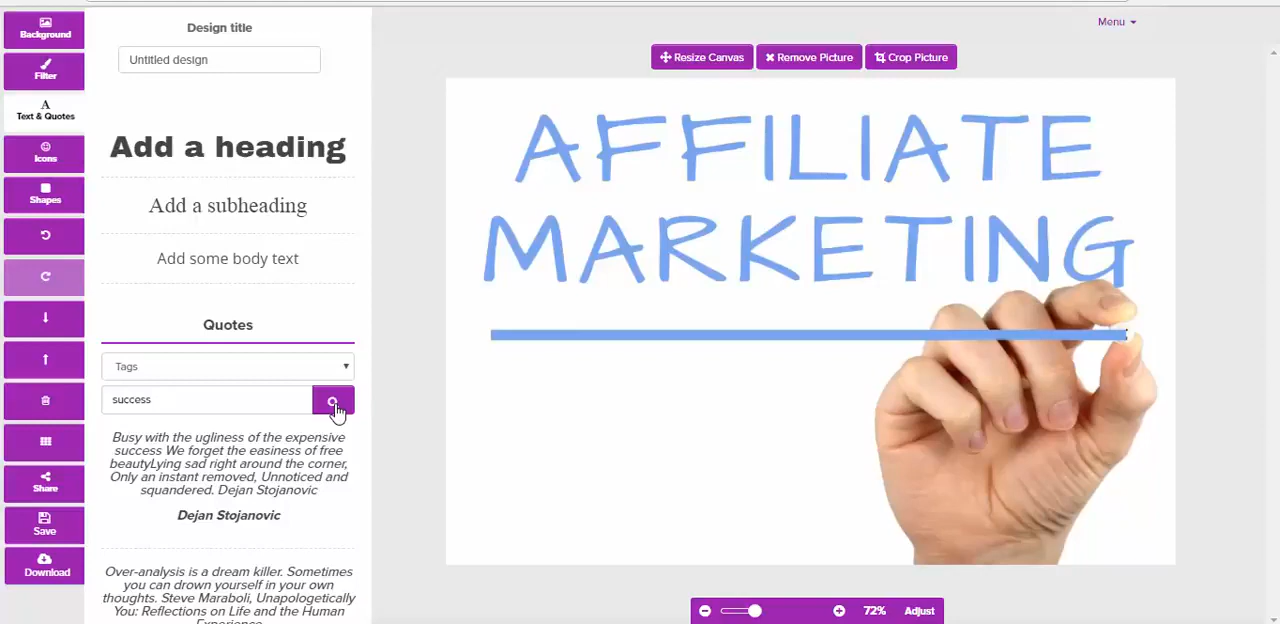 Background
Filter
A
Text & Quotes
Icons
Shapes
Share
Save
Download
Design title
Untitled design
Add a heading
Add a subheading
Add some body text
Quotes
Tags
success
Busy with the ugliness of the expensive
success We forget the easiness of free
beautyLying sad right around the corner,
Only an instant removed, Unnoticed and
squandered. Dejan Stojanovic
Dejan Stojanovic
Over-analysis is a dream killer. Sometimes
you can drown yourself in your own
thoughts. Steve Maraboli, Unapologetically
You: Reflections on Life and the Human
Experience
Menu
Resize Canvas
Remove Picture
Crop Picture
AFFILIATE
MARKETING
72%
Adjust